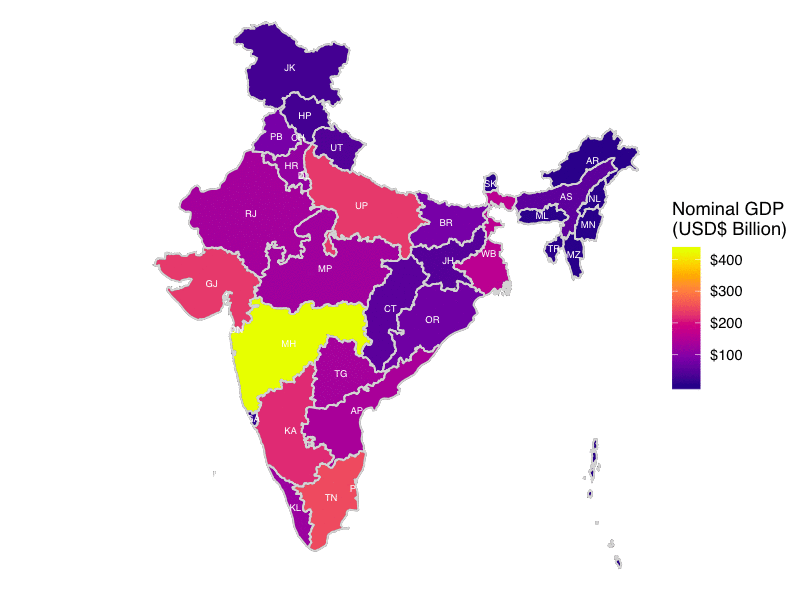 JK
HP
PB
CH
UT
HR
DL
AR
SK
AS
NL
UP
RJ
BR
ML
MN
WB
TR
MZ
JH
MP
GJ
CT
OR
DN
MH
TG
AP
GA
KA
TN
KL
Nominal GDP
(USD$ Billion)
$400
$300
$200
$100